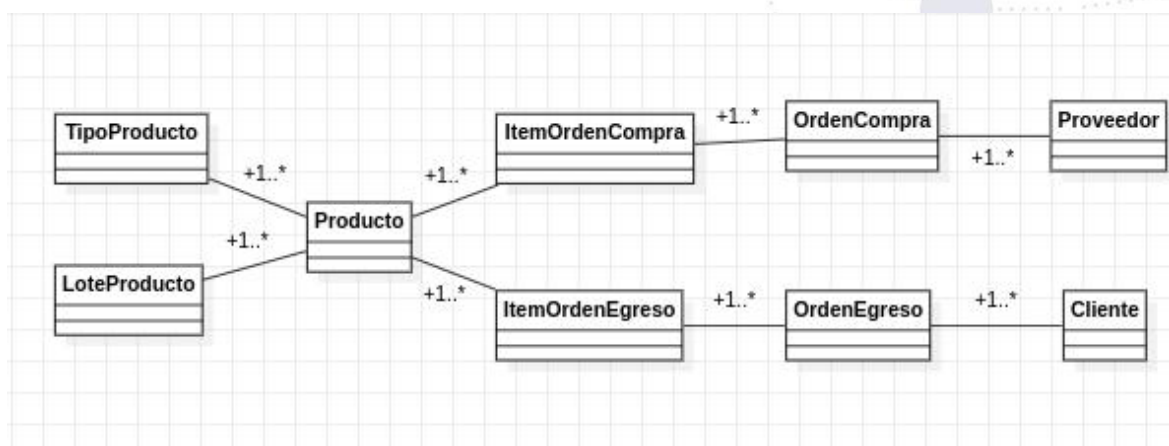 TipoProducto
+1..*
LoteProducto
+1..*
Producto
+1..*
+1..*
ItemOrdenCompra
+1..*
OrdenCompra
+1..*
Proveedor
ItemOrdenEgreso
+1..*
OrdenEgreso
+1..*
Cliente